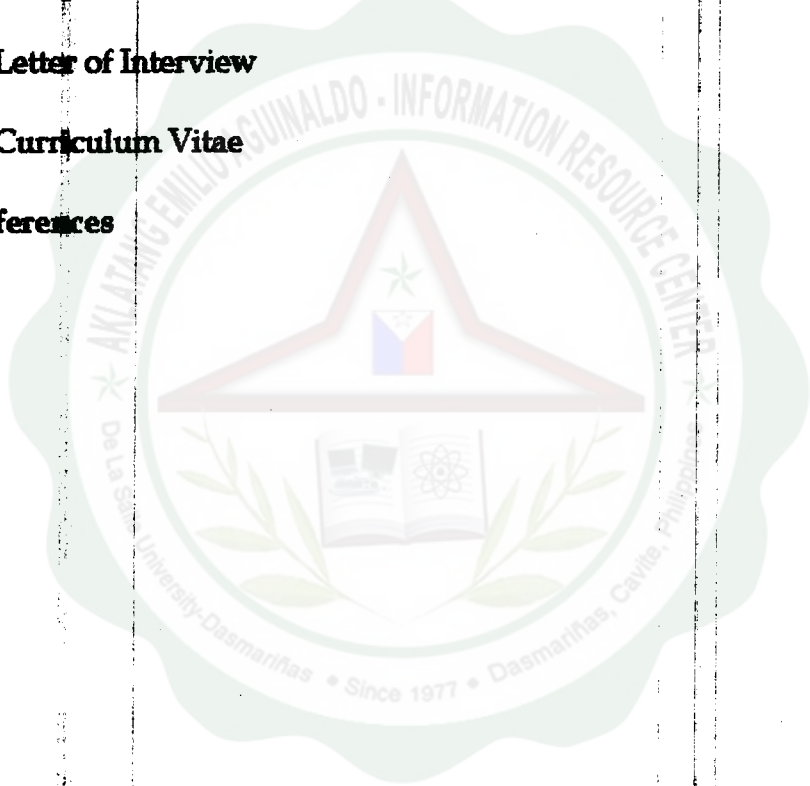 Letter of Interview
Curriculum Vitae
ferences
AKLATANG EMILIO AGUINALDO - INFORMATION RESOURCE CENTER
De La Salle University-Dasmariñas • Since 1977 • Dasmariñas, Cavite, Philippines